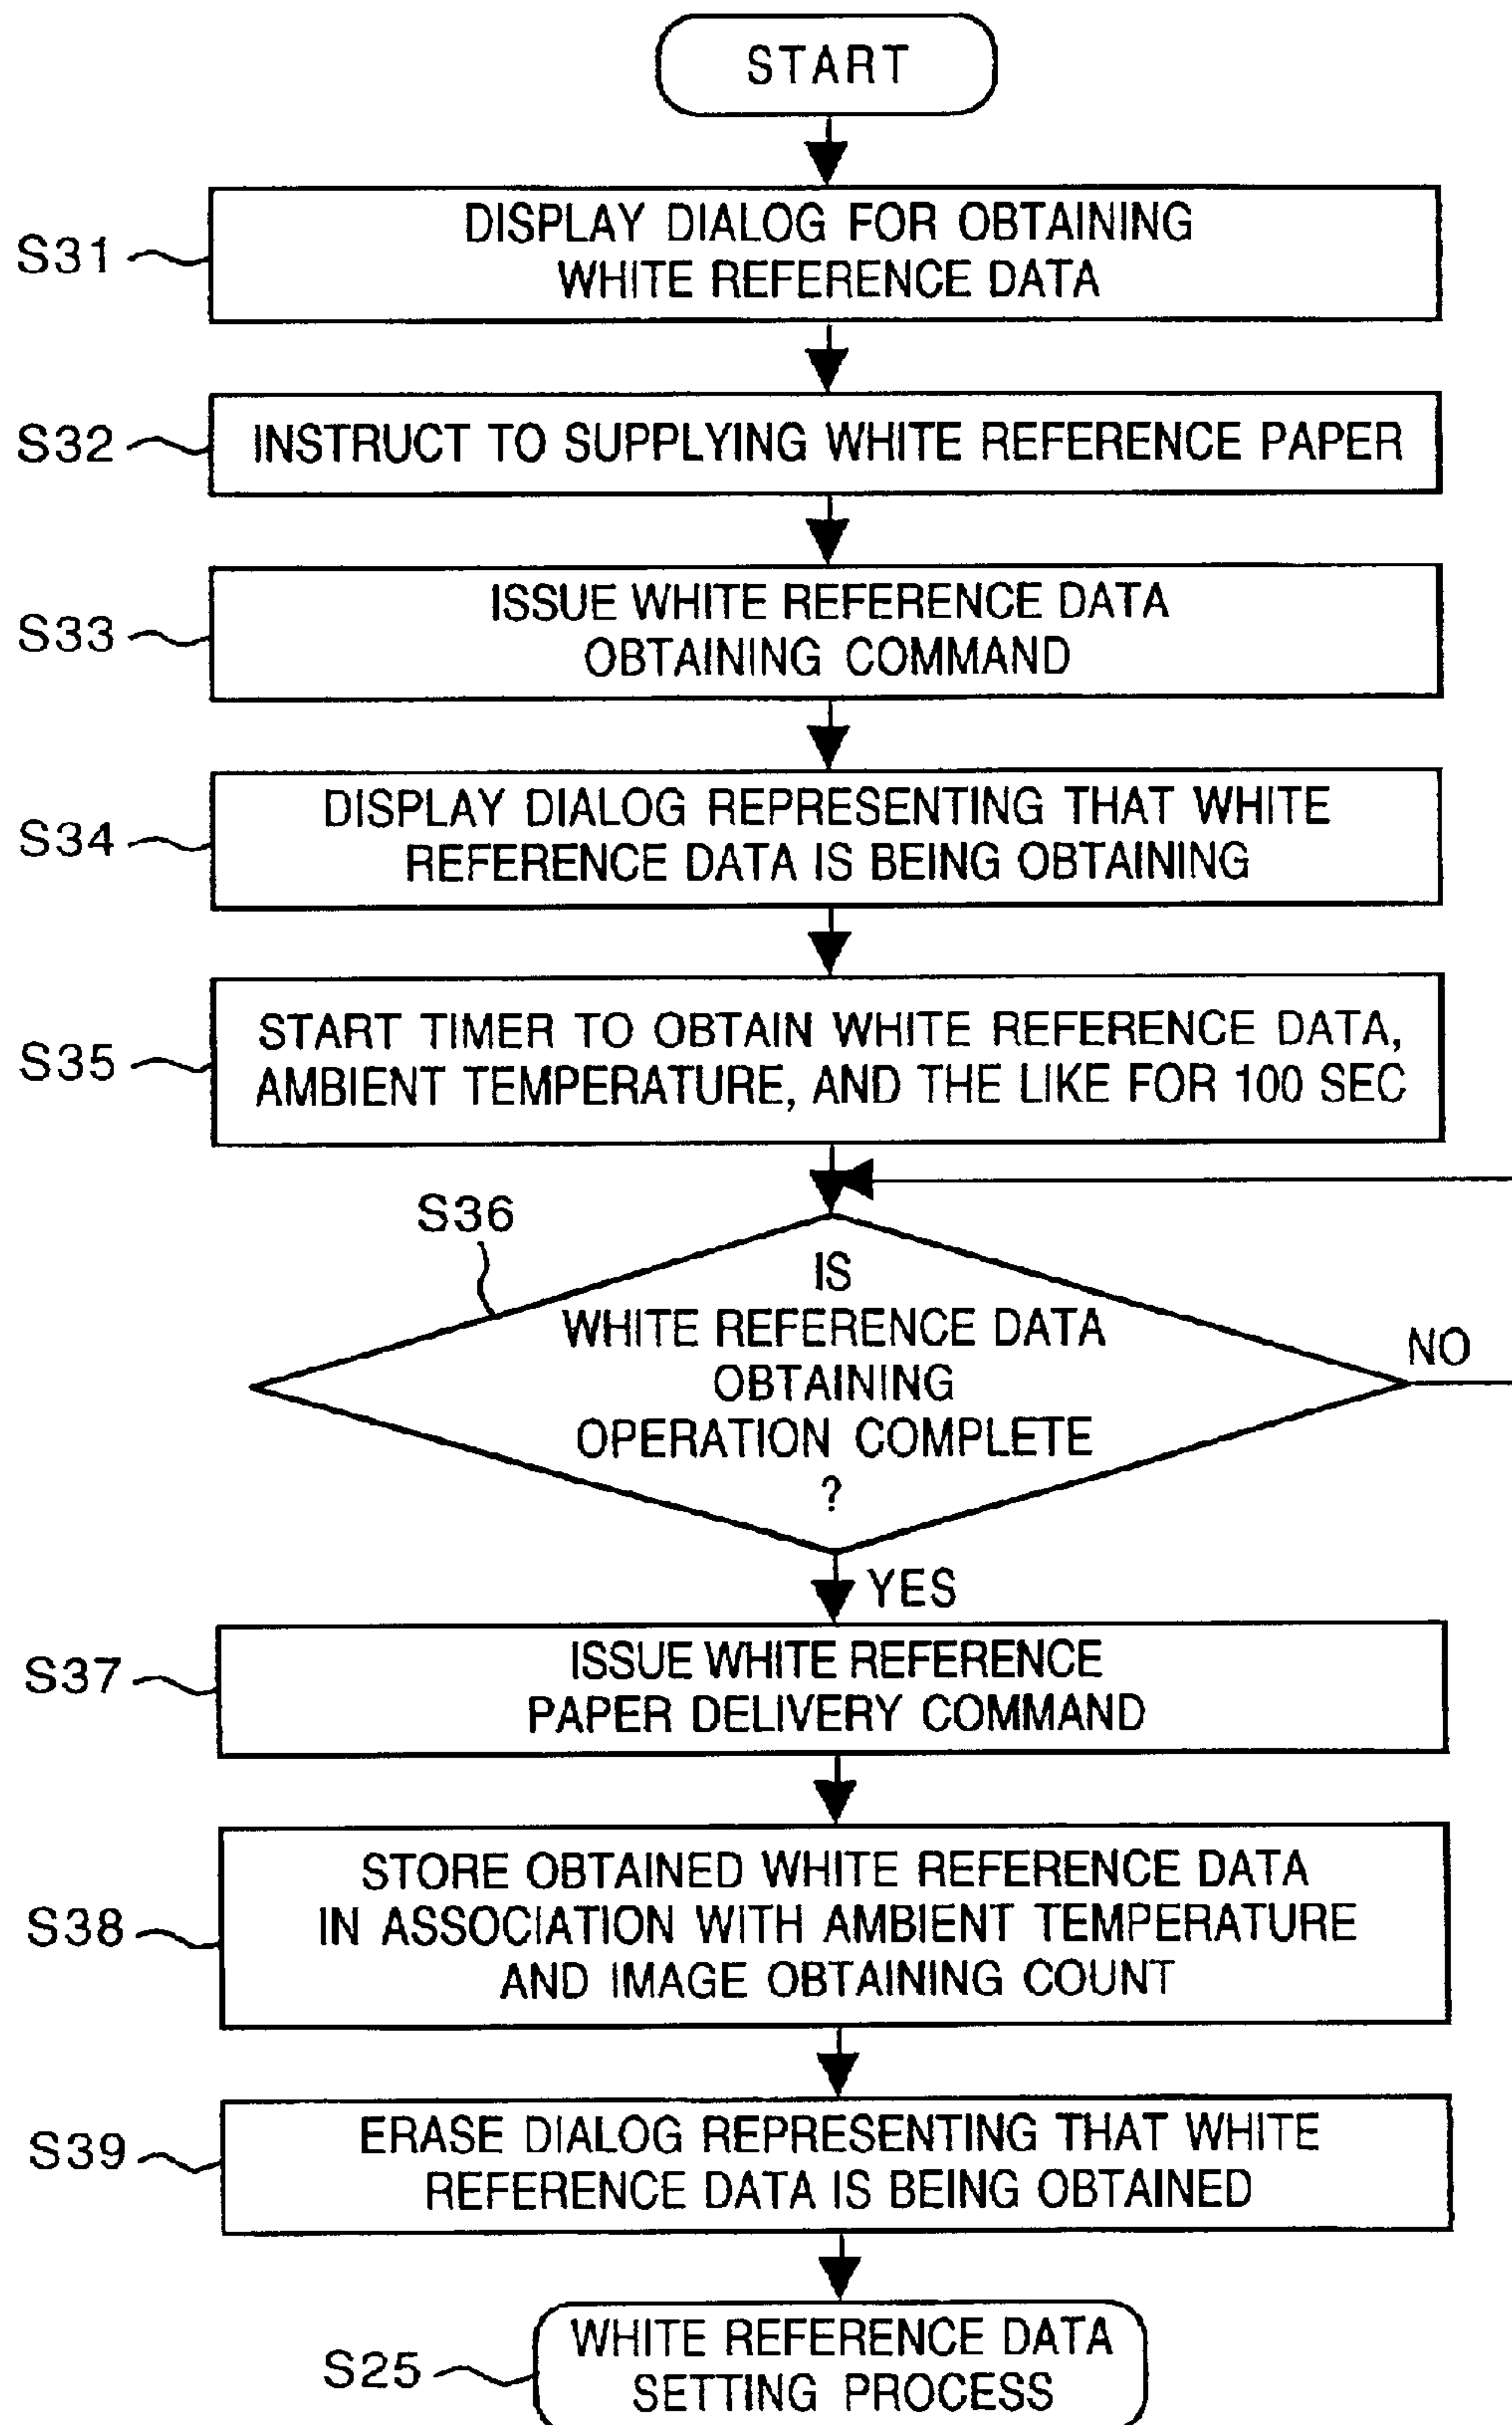 START
S31
DISPLAY DIALOG FOR OBTAINING
WHITE REFERENCE DATA
S32
INSTRUCT TO SUPPLYING WHITE REFERENCE PAPER
S33
ISSUE WHITE REFERENCE DATA
OBTAINING COMMAND
S34
DISPLAY DIALOG REPRESENTING THAT WHITE
REFERENCE DATA IS BEING OBTAINING
S35
START TIMER TO OBTAIN WHITE REFERENCE DATA,
AMBIENT TEMPERATURE, AND THE LIKE FOR 100 SEC
S36
IS
WHITE REFERENCE DATA
OBTAINING
OPERATION COMPLETE
?
NO
YES
S37
ISSUE WHITE REFERENCE
PAPER DELIVERY COMMAND
S38
STORE OBTAINED WHITE REFERENCE DATA
IN ASSOCIATION WITH AMBIENT TEMPERATURE
AND IMAGE OBTAINING COUNT
S39
ERASE DIALOG REPRESENTING THAT WHITE
REFERENCE DATA IS BEING OBTAINED
S25
WHITE REFERENCE DATA
SETTING PROCESS